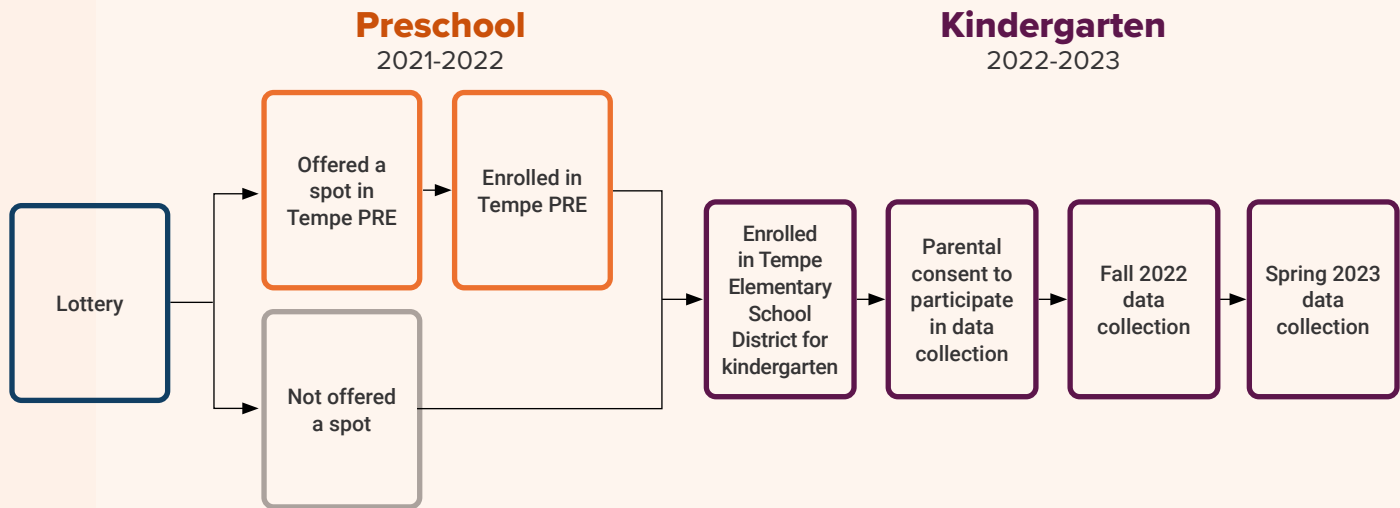 Preschool
2021-2022
Kindergarten
2022-2023
Lottery
Offered a
spot in
Tempe PRE
Enrolled in
Tempe PRE
Not offered
a spot
Enrolled
in Tempe
Elementary
School
District for
kindergarten
Parental
consent to
participate
in data
collection
Fall 2022
data
collection
Spring 2023
data
collection